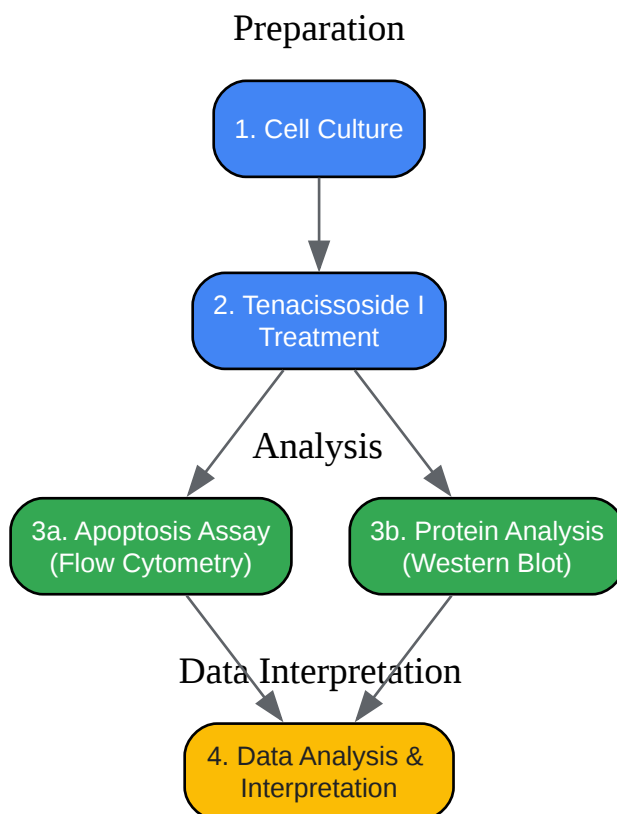 Preparation
1. Cell Culture
2. Tenacissoside I
Treatment
Analysis
3a. Apoptosis Assay
(Flow Cytometry)
3b. Protein Analysis
(Western Blot)
Data Interpretation
4. Data Analysis &
Interpretation